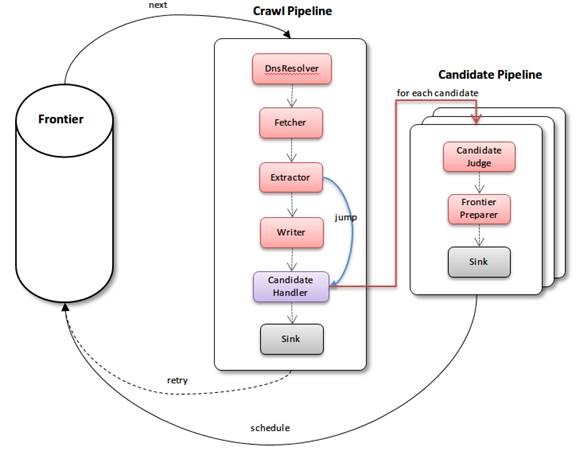 next
Crawl Pipeline
DnsResolver
Candidate Pipeline
for each candidate
Frontier
Fetcher
Candidate
Judge
Extractor
jump
Frontier
Preparer
Writer
Sink
Candidate
Handler
Sink
retry
schedule